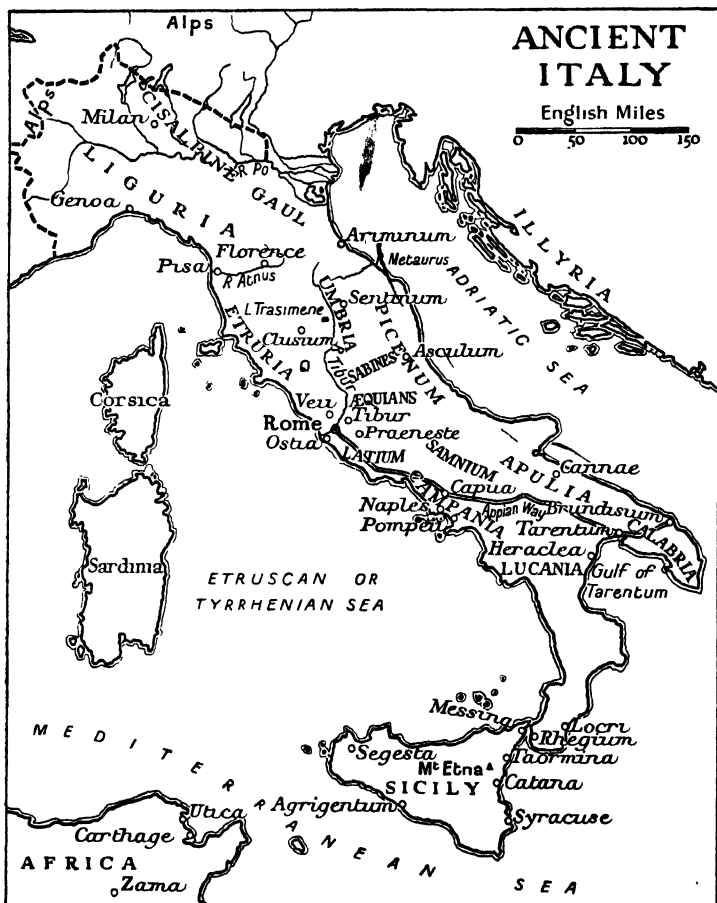 Alps
ANCIENT
ITALY
English Miles
0 50 100 150
Alps
Milan
CISALPINE GAUL
R Po
LIGURIA
Genoa
ILLYRIA
Ariminum
Florence
R Metaurus
Pisa
R Atnus
ADRIATIC SEA
UMBRIA
Sentinum
L Trasimene
PICENUM
Clusium
ETRURIA
Asculum
SABINES
Tibur
Corsica
ÆQUIANS
Veii
Tibur
Rome
Praeneste
Ostia
LATIUM
SAMNIUM
Cannae
APULIA
Capua
CAMPANIA
Naples
Appian Way
Brundisium
Pompeii
Tarentum
CALABRIA
Heraclea
Sardinia
LUCANIA
Gulf of
Tarentum
ETRUSCAN OR
TYRRHENIAN SEA
Messina
Locri
Rhegium
MEDITERRANEAN SEA
Segesta
Taormina
Mt Etna
SICILY
Catana
Utica
Agrigentum
Syracuse
Carthage
AFRICA
Zama